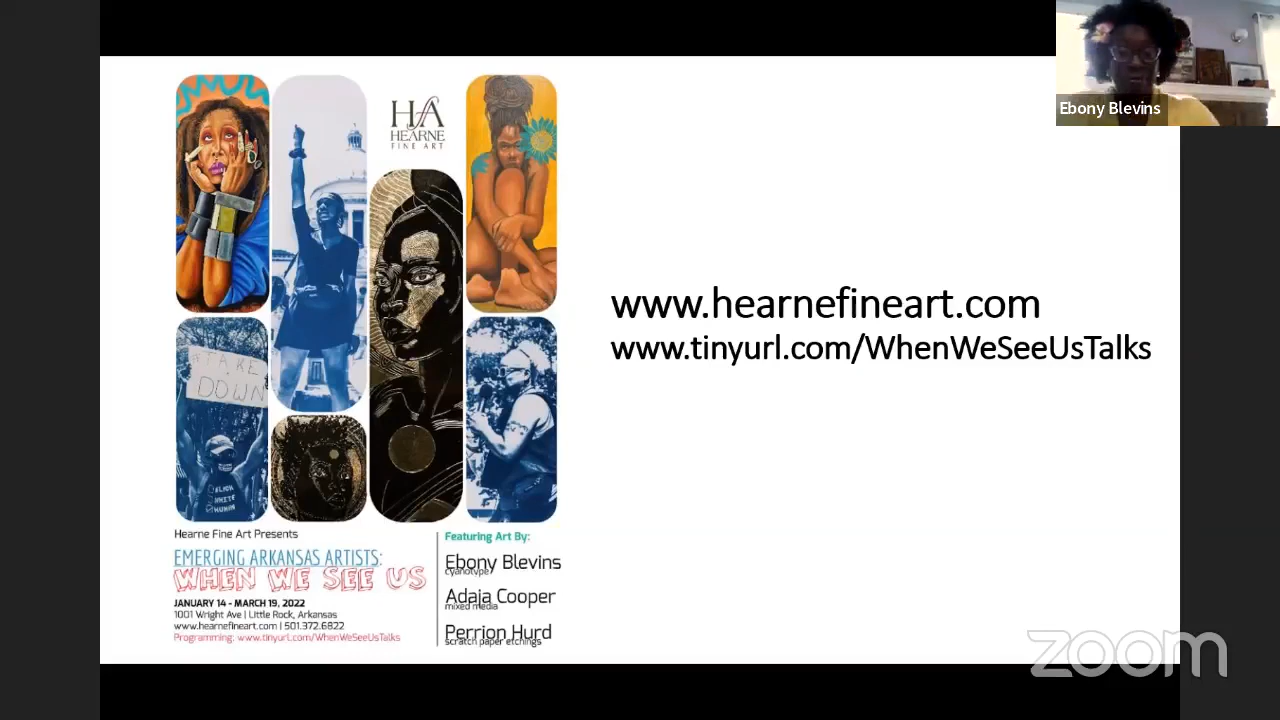 Ebony Blevins
HfA
HEARNE
FINE ART
www.hearnefineart.com
www.tinyurl.com/WhenWeSeeUsTalks
TAKE
DOWN
BLACK
WHITE
HUMAN
Hearne Fine Art Presents
EMERGING ARKANSAS ARTISTS:
WHEN WE SEE US
JANUARY 14 - MARCH 19, 2022
1001 Wright Ave | Little Rock, Arkansas
www.hearnefineart.com | 501.372.6822
Programming: www.tinyurl.com/WhenWeSeeUsTalks
Featuring Art By:
Ebony Blevins
cyanotype
Adaja Cooper
mixed media
Perrion Hurd
scratch paper etchings
zoom